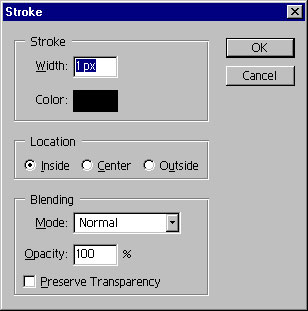 Stroke
Stroke
Width: 1 px
Color:
OK
Cancel
Location
Inside Center Outside
Blending
Mode: Normal
Opacity: 100 %
Preserve Transparency